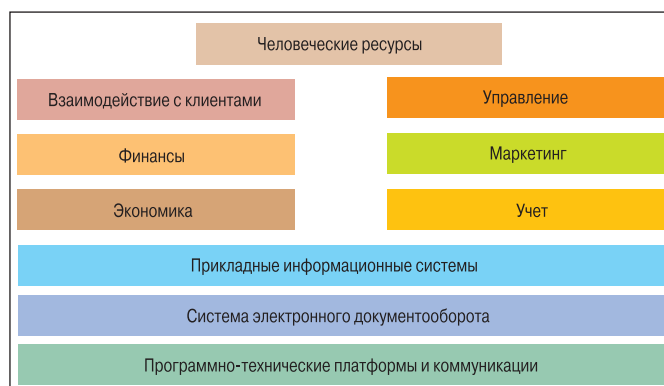 Человеческие ресурсы
Взаимодействие с клиентами
Управление
Финансы
Маркетинг
Экономика
Учет
Прикладные информационные системы
Система электронного документооборота
Программно-технические платформы и коммуникации